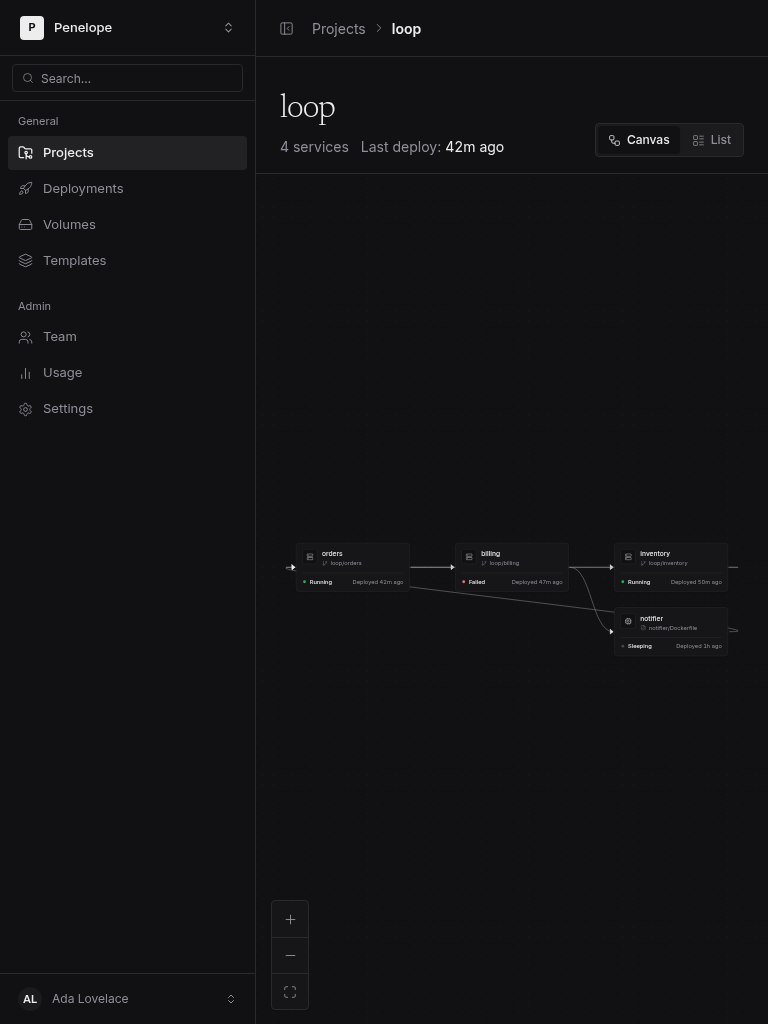 P Penelope
Search...
General
Projects
Deployments
Volumes
Templates
Admin
Team
Usage
Settings
AL Ada Lovelace
Projects > loop
loop
4 services Last deploy: 42m ago
Canvas List
orders
loop/orders
Running Deployed 42m ago
billing
loop/billing
Failed Deployed 47m ago
inventory
loop/inventory
Running Deployed 50m ago
notifier
notifier/Dockerfile
Sleeping Deployed 1h ago